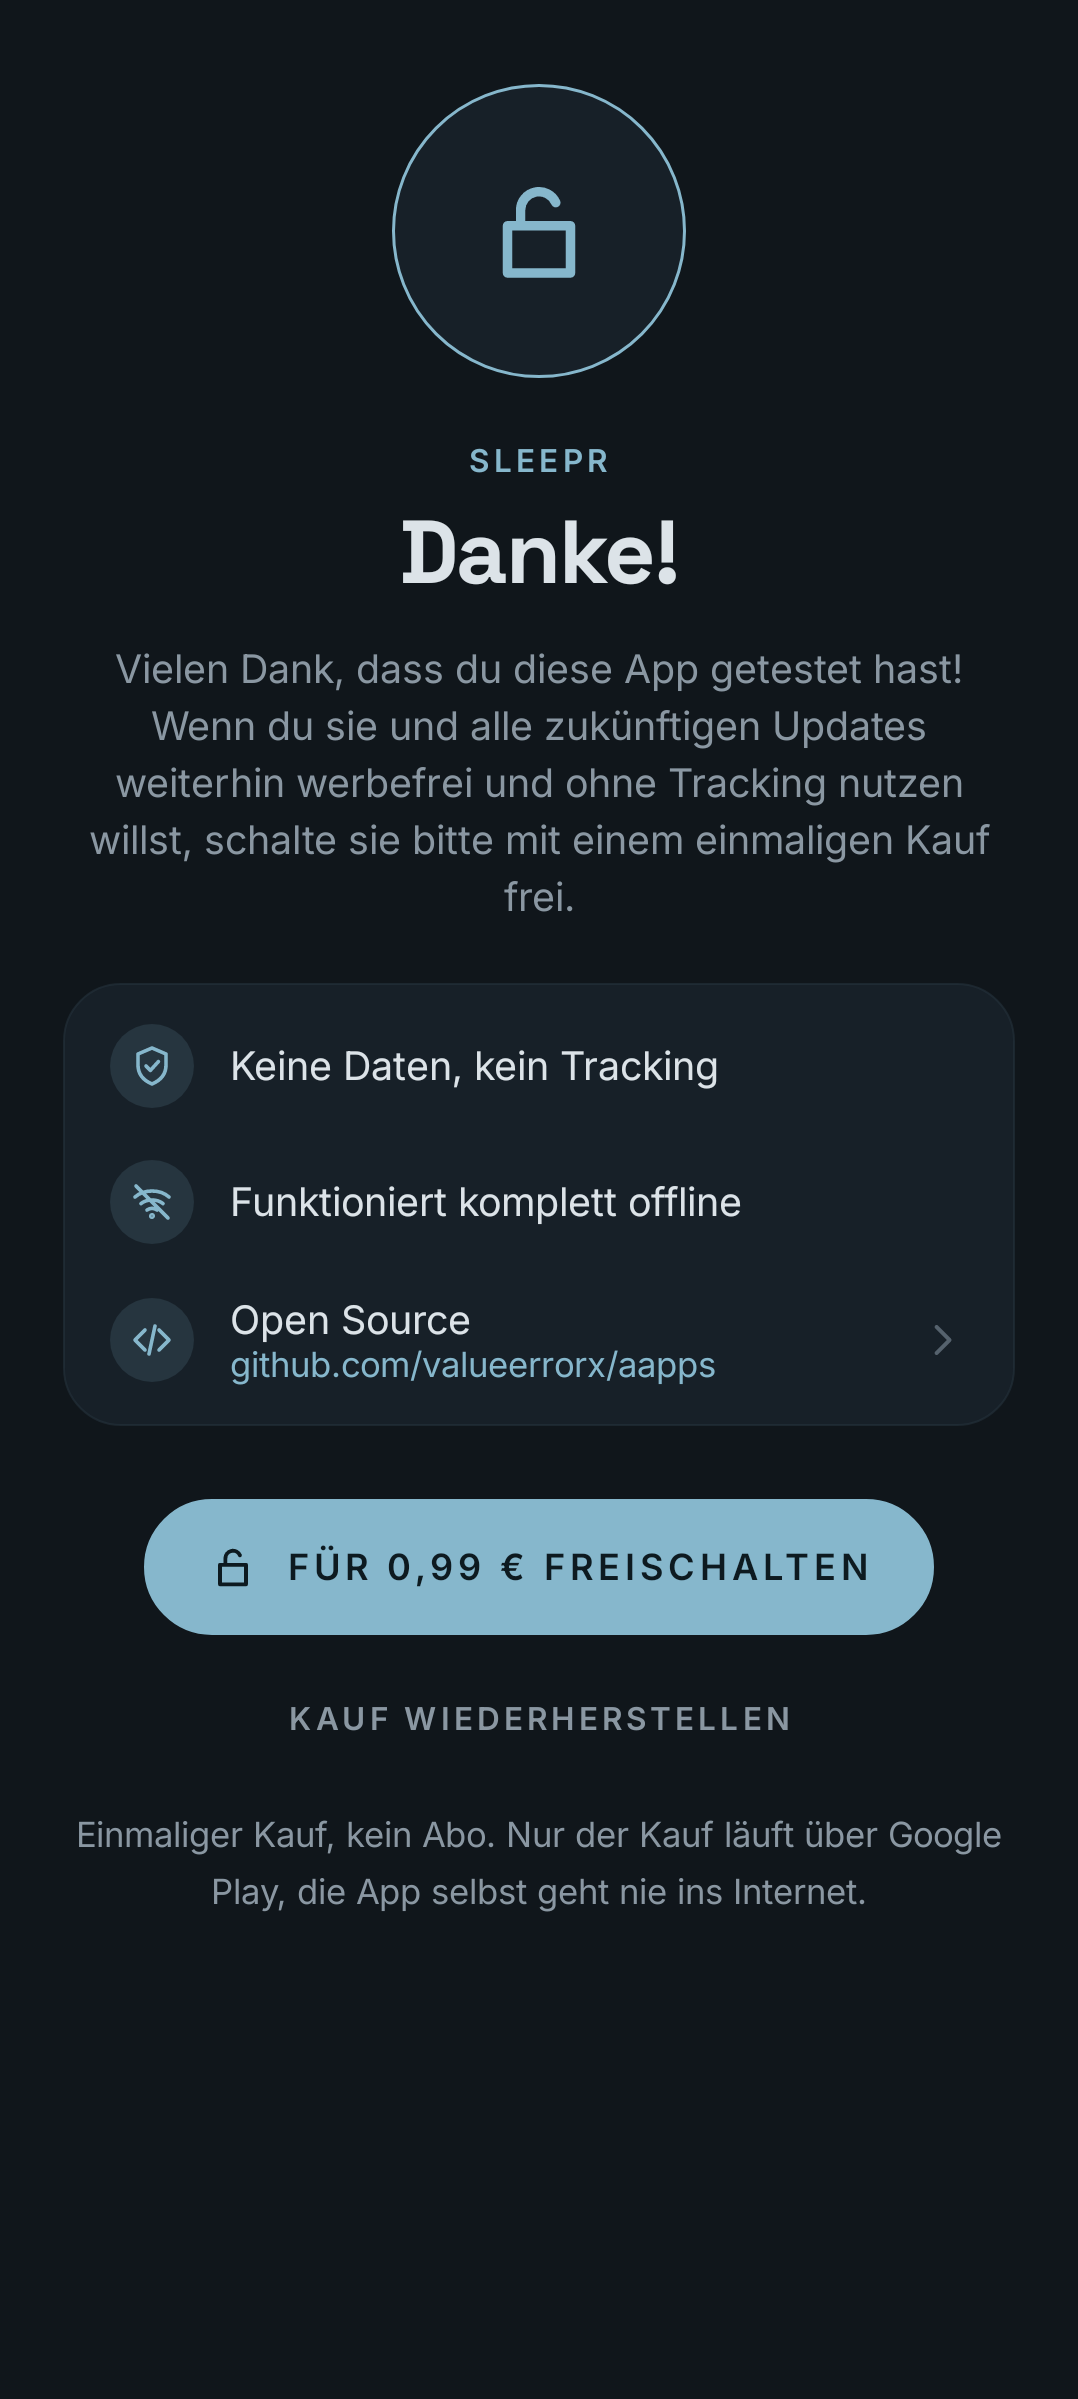 SLEEPR
Danke!
Vielen Dank, dass du diese App getestet hast!
Wenn du sie und alle zukünftigen Updates
weiterhin werbefrei und ohne Tracking nutzen
willst, schalte sie bitte mit einem einmaligen Kauf
frei.
Keine Daten, kein Tracking
Funktioniert komplett offline
Open Source
github.com/valueerrorx/aapps
FÜR 0,99 € FREISCHALTEN
KAUF WIEDERHERSTELLEN
Einmaliger Kauf, kein Abo. Nur der Kauf läuft über Google
Play, die App selbst geht nie ins Internet.